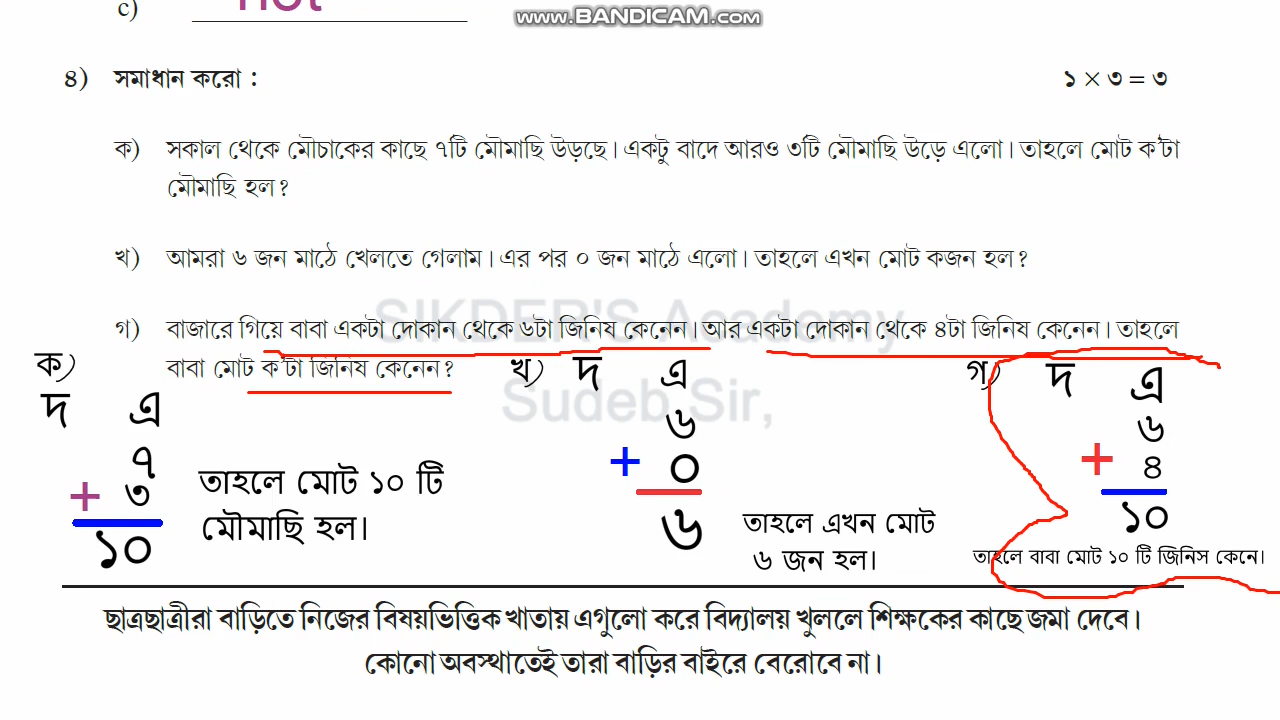 c) not
www.BANDICAM.com
৪) সমাধান করো : ১ × ৩ = ৩
ক) সকাল থেকে মৌচাকের কাছে ৭টি মৌমাছি উড়ছে। একটু বাদে আরও ৩টি মৌমাছি উড়ে এলো। তাহলে মোট ক'টা
মৌমাছি হল?
খ) আমরা ৬ জন মাঠে খেলতে গেলাম। এর পর ০ জন মাঠে এলো। তাহলে এখন মোট কজন হল?
SIKDER'S Academy
গ) বাজারে গিয়ে বাবা একটা দোকান থেকে ৬টা জিনিষ কেনেন। আর একটা দোকান থেকে ৪টা জিনিষ কেনেন। তাহলে
বাবা মোট ক'টা জিনিষ কেনেন?
Sudeb Sir,
ক)
দ এ
৭
+ ৩
১০
তাহলে মোট ১০ টি
মৌমাছি হল।
খ) দ এ
৬
+ ০
৬
তাহলে এখন মোট
৬ জন হল।
গ) দ এ
৬
+ ৪
১০
তাহলে বাবা মোট ১০ টি জিনিস কেনে।
ছাত্রছাত্রীরা বাড়িতে নিজের বিষয়ভিত্তিক খাতায় এগুলো করে বিদ্যালয় খুললে শিক্ষকের কাছে জমা দেবে।
কোনো অবস্থাতেই তারা বাড়ির বাইরে বেরোবে না।